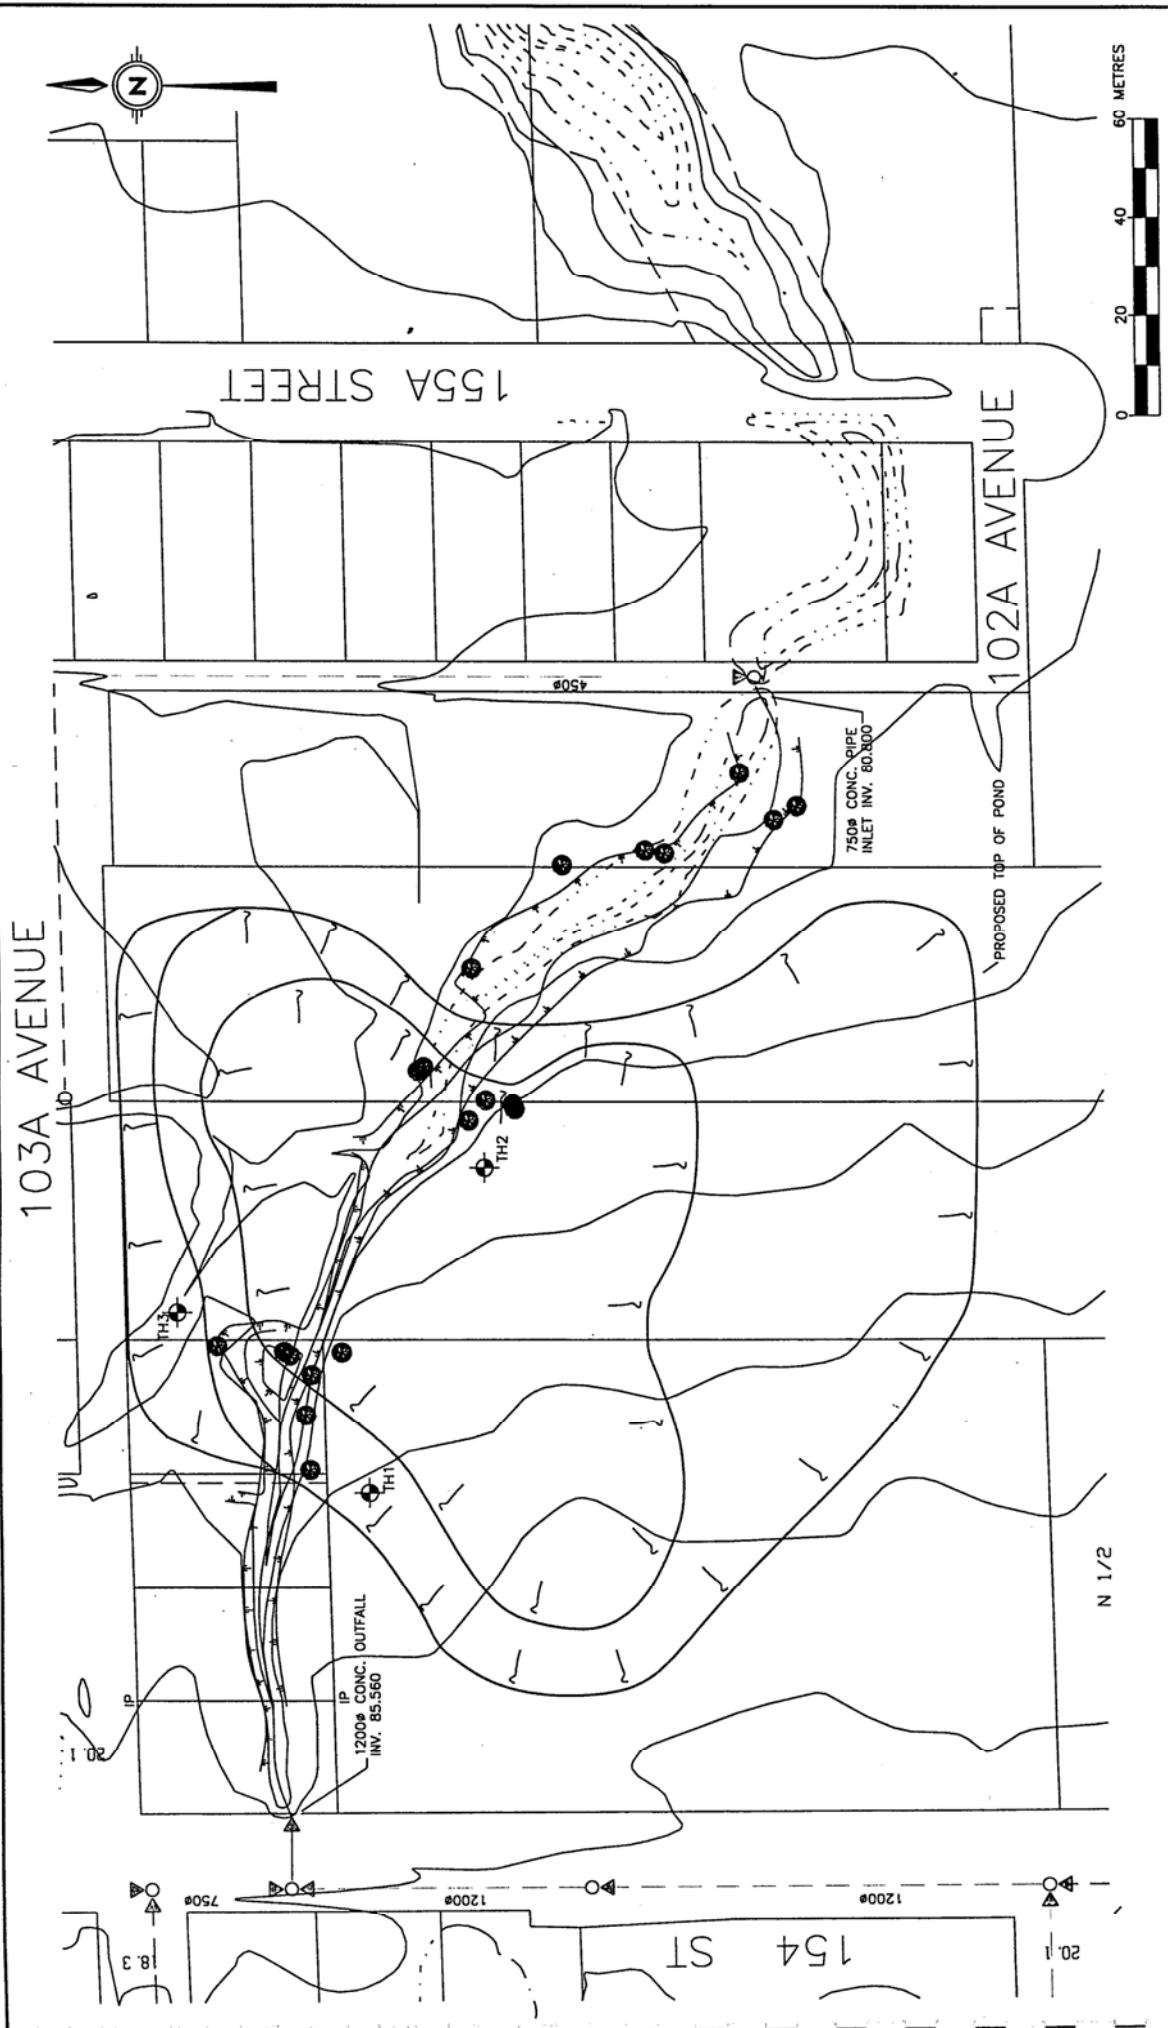 N
60 METRES
40
20
0
155A STREET
102A AVENUE
450ø
750ø CONC. PIPE
INLET INV. 80.800
PROPOSED TOP OF POND
103A AVENUE
TH2
TH3
TH1
N 1/2
IP
IP
1200ø CONC. OUTFALL
INV. 85.560
20.1
750ø
1200ø
1200ø
18.3
154
ST
20.1